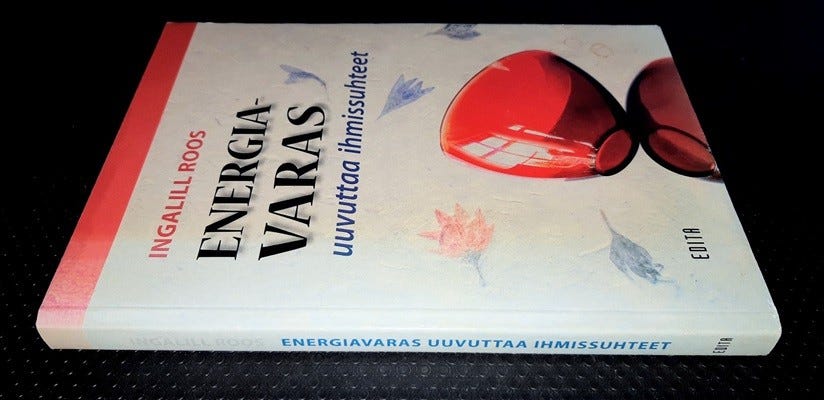 INGALILL ROOS
ENERGIA-
VARAS
uuvuttaa ihmissuhteet
EDITA
INGALILL ROOS ENERGIAVARAS UUVUTTAA IHMISSUHTEET EDITA